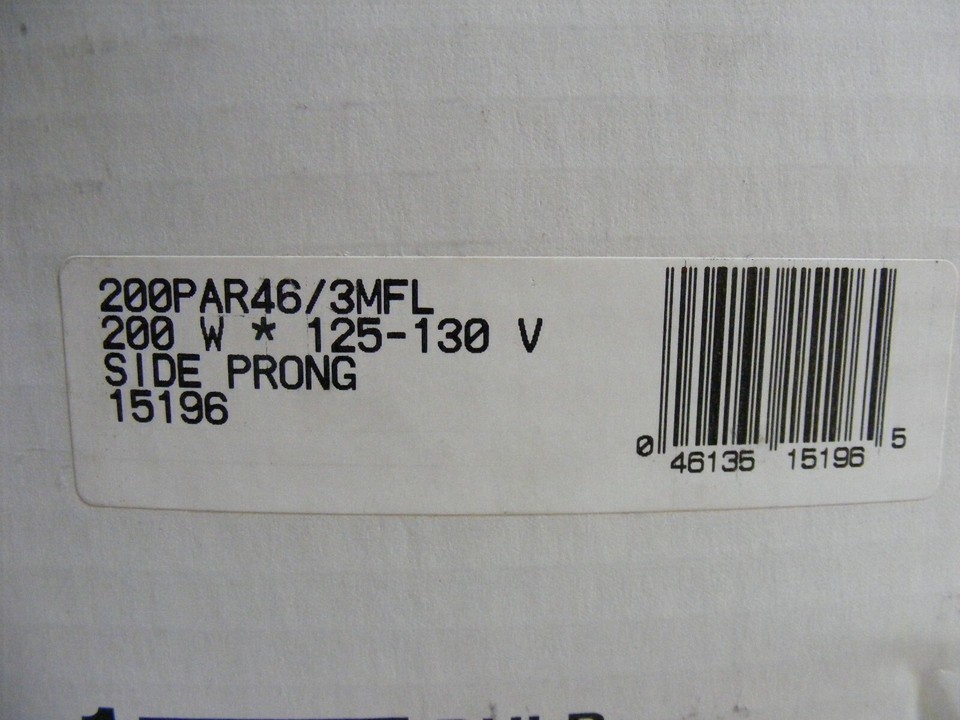 200PAR46/3MFL
200 W * 125-130 V
SIDE PRONG
15196
0 46135 15196 5